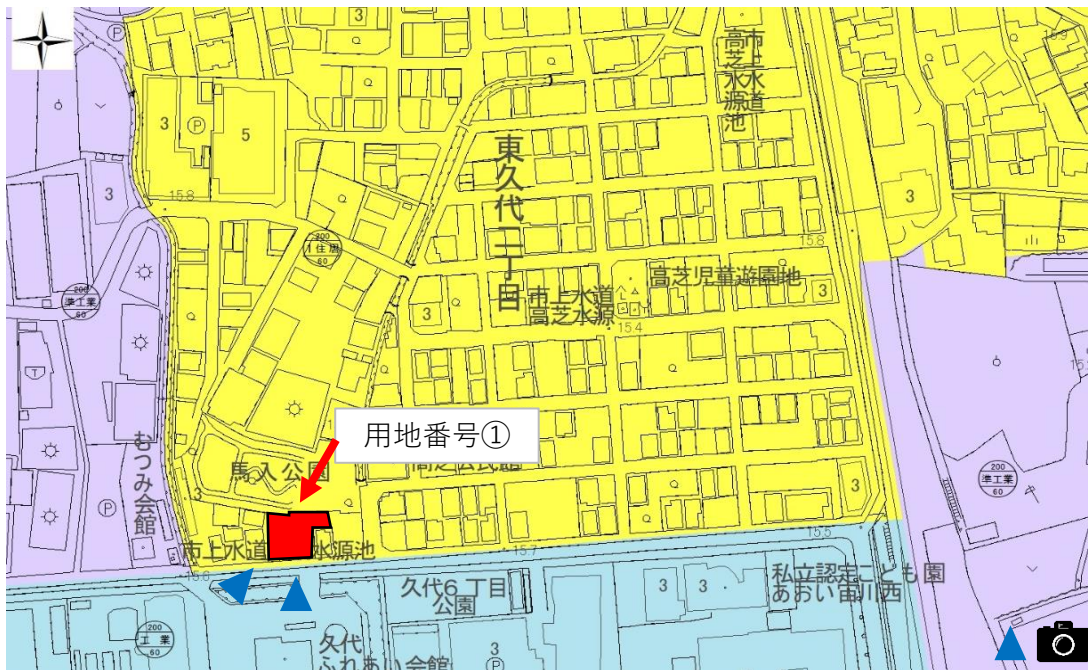 3
P
市上水道
高芝水源池
3
P
5
東久代二丁目
3
3
15.8
15.8
200
1住居
60
200
準工業
60
高芝児童遊園地
市上水道
高芝水源
15.4
3
3
T
用地番号①
馬入公園
高芝公民館
むつみ会館
P
3
3
200
準工業
60
市上水道
水源池
15.7
15.5
15.6
久代6丁目
公園
3
3
私立認定こども園
あおい宙川西
200
工業
60
久代
ふれあい会館
3
P